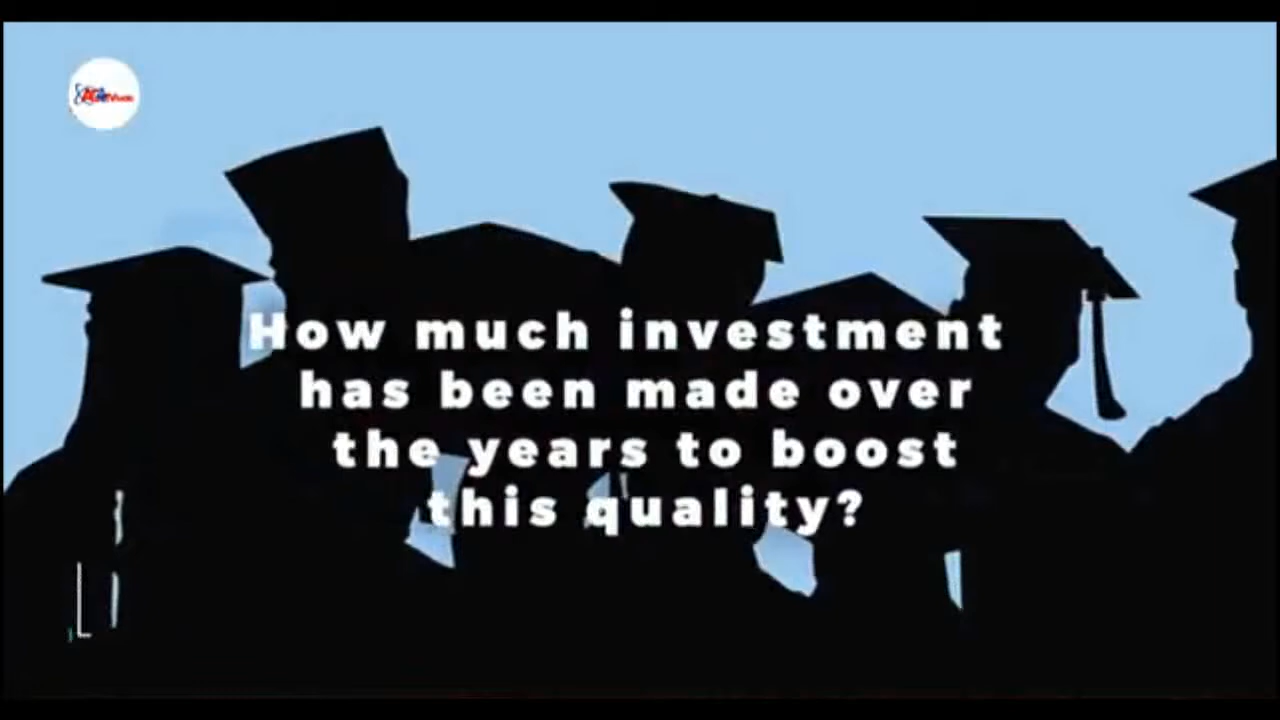 How much investment
has been made over
the years to boost
this quality?